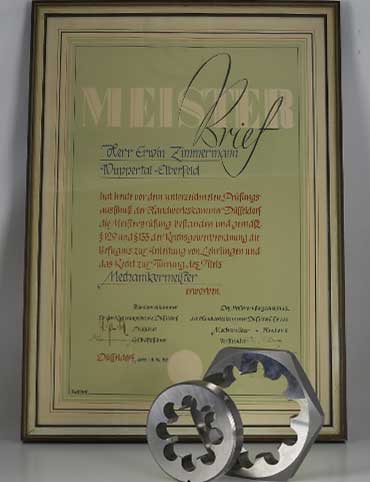 MEISTER
Brief
Herr Erwin Zimmermann
Wuppertal-Elberfeld
hat heute vor dem unterzeichneten Prüfungs
ausschuß der Handwerkskammer Düsseldorf
die Meisterprüfung bestanden und gemäß
§129 und §133 der Reichsgewerbeordnung die
Befugnis zur Anleitung von Lehrlingen und
das Recht zur Führung des Titels
Mechanikermeister
erworben.
Handwerkskammer
Düsseldorf